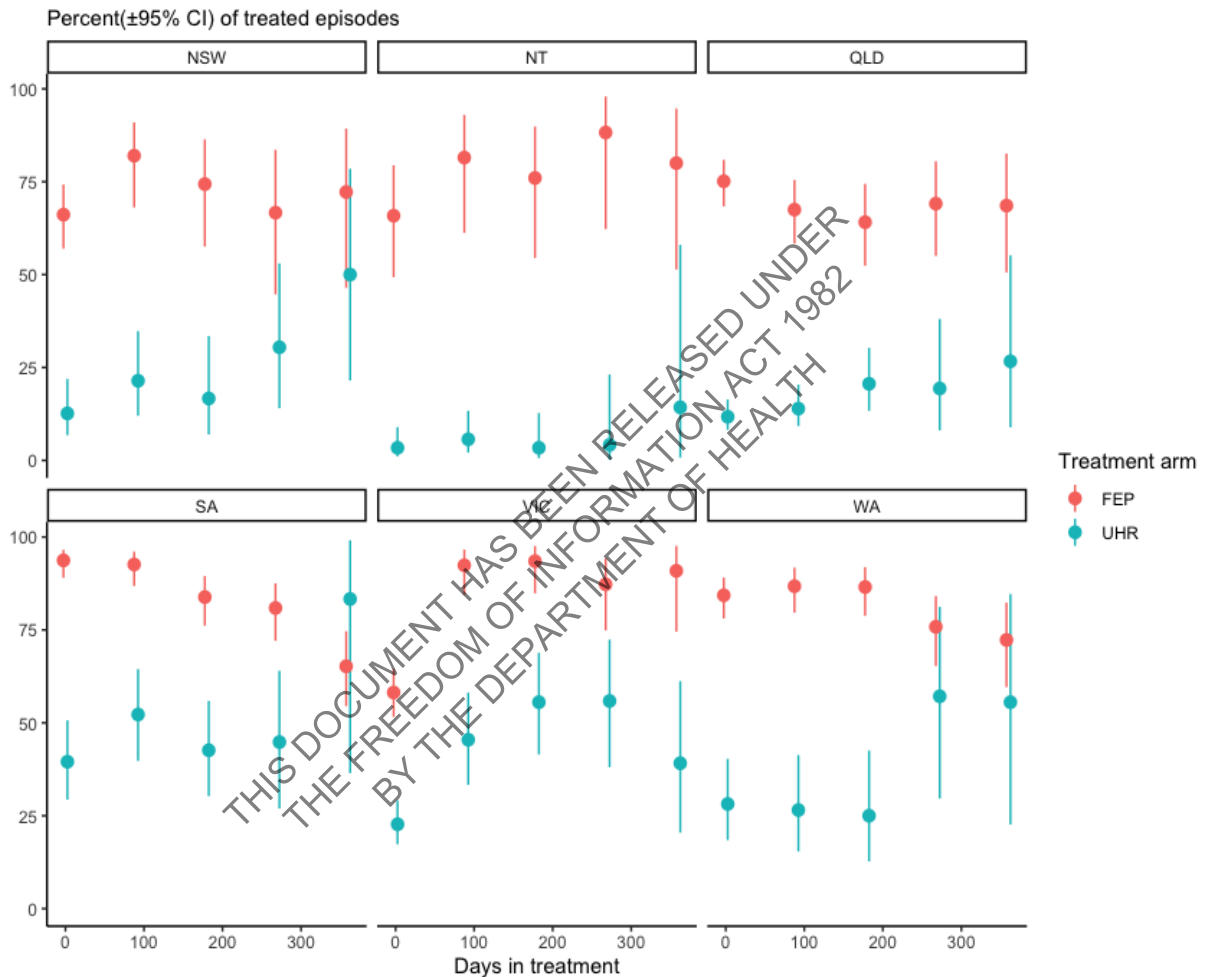 Percent(±95% CI) of treated episodes
NSW
NT
QLD
100
75
50
25
0
SA
VIC
WA
100
75
50
25
0
0
100
200
300
0
100
200
300
0
100
200
300
Days in treatment
Treatment arm
FEP
UHR
THIS DOCUMENT HAS BEEN RELEASED UNDER
THE FREEDOM OF INFORMATION ACT 1982
BY THE DEPARTMENT OF HEALTH